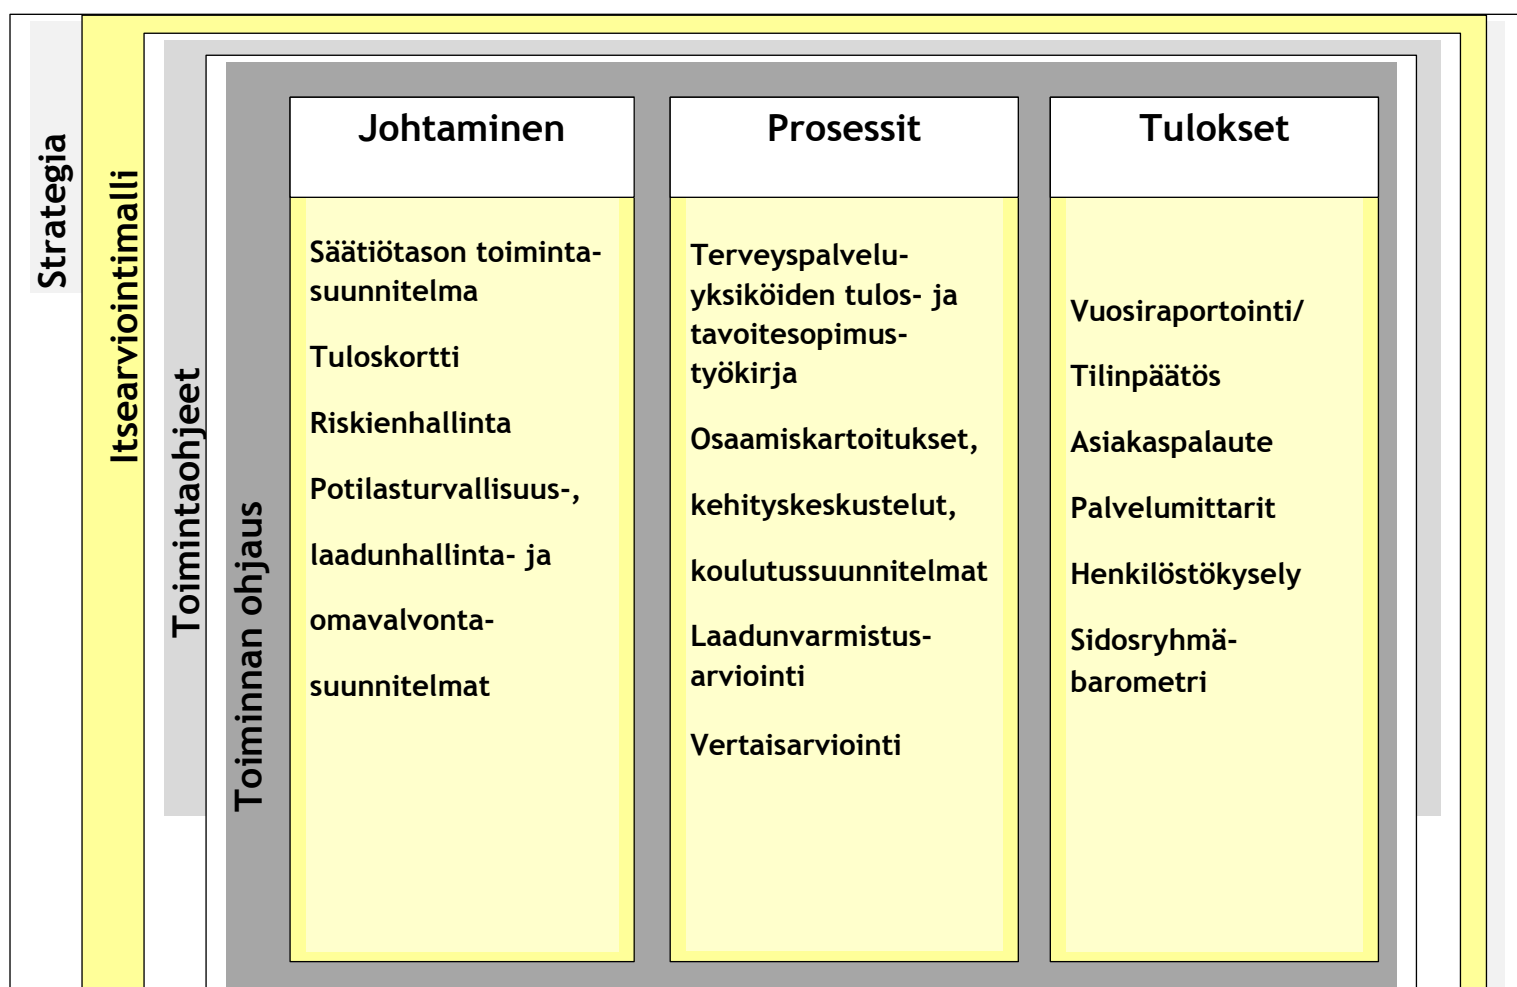 Strategia
Itsearviointimalli
Toimintaohjeet
Toiminnan ohjaus
Johtaminen
Säätiötason toiminta-
suunnitelma
Tuloskortti
Riskienhallinta
Potilasturvallisuus-,
laadunhallinta- ja
omavalvonta-
suunnitelmat
Prosessit
Terveyspalvelu-
yksiköiden tulos- ja
tavoitesopimus-
työkirja
Osaamiskartoitukset,
kehityskeskustelut,
koulutussuunnitelmat
Laadunvarmistus-
arviointi
Vertaisarviointi
Tulokset
Vuosiraportointi/
Tilinpäätös
Asiakaspalaute
Palvelumittarit
Henkilöstökysely
Sidosryhmä-
barometri